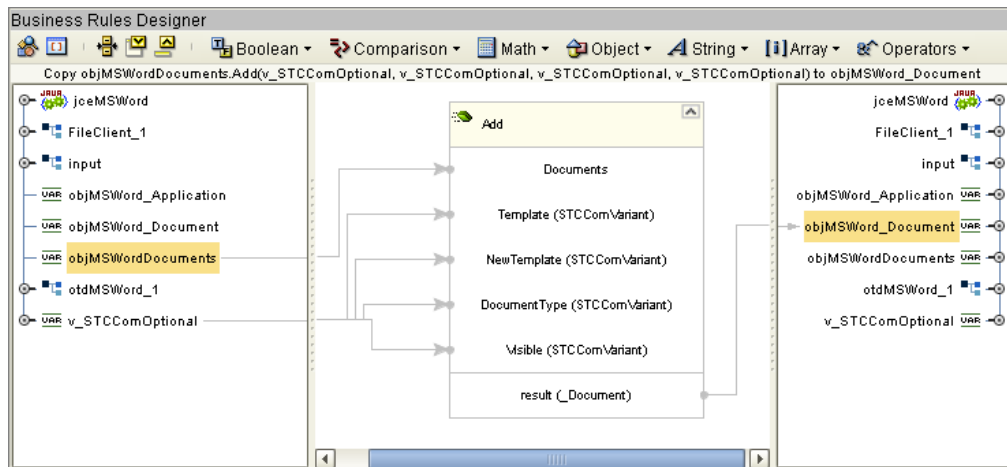 Business Rules Designer
Boolean Comparison Math Object String Array Operators
Copy objMSWordDocuments.Add(v_STCComOptional, v_STCComOptional, v_STCComOptional, v_STCComOptional) to objMSWord_Document
jceMSWord
FileClient_1
input
objMSWord_Application
objMSWord_Document
objMSWordDocuments
otdMSWord_1
v_STCComOptional
Add
Documents
Template (STCComVariant)
NewTemplate (STCComVariant)
DocumentType (STCComVariant)
Visible (STCComVariant)
result (_Document)
jceMSWord
FileClient_1
input
objMSWord_Application
objMSWord_Document
objMSWordDocuments
otdMSWord_1
v_STCComOptional